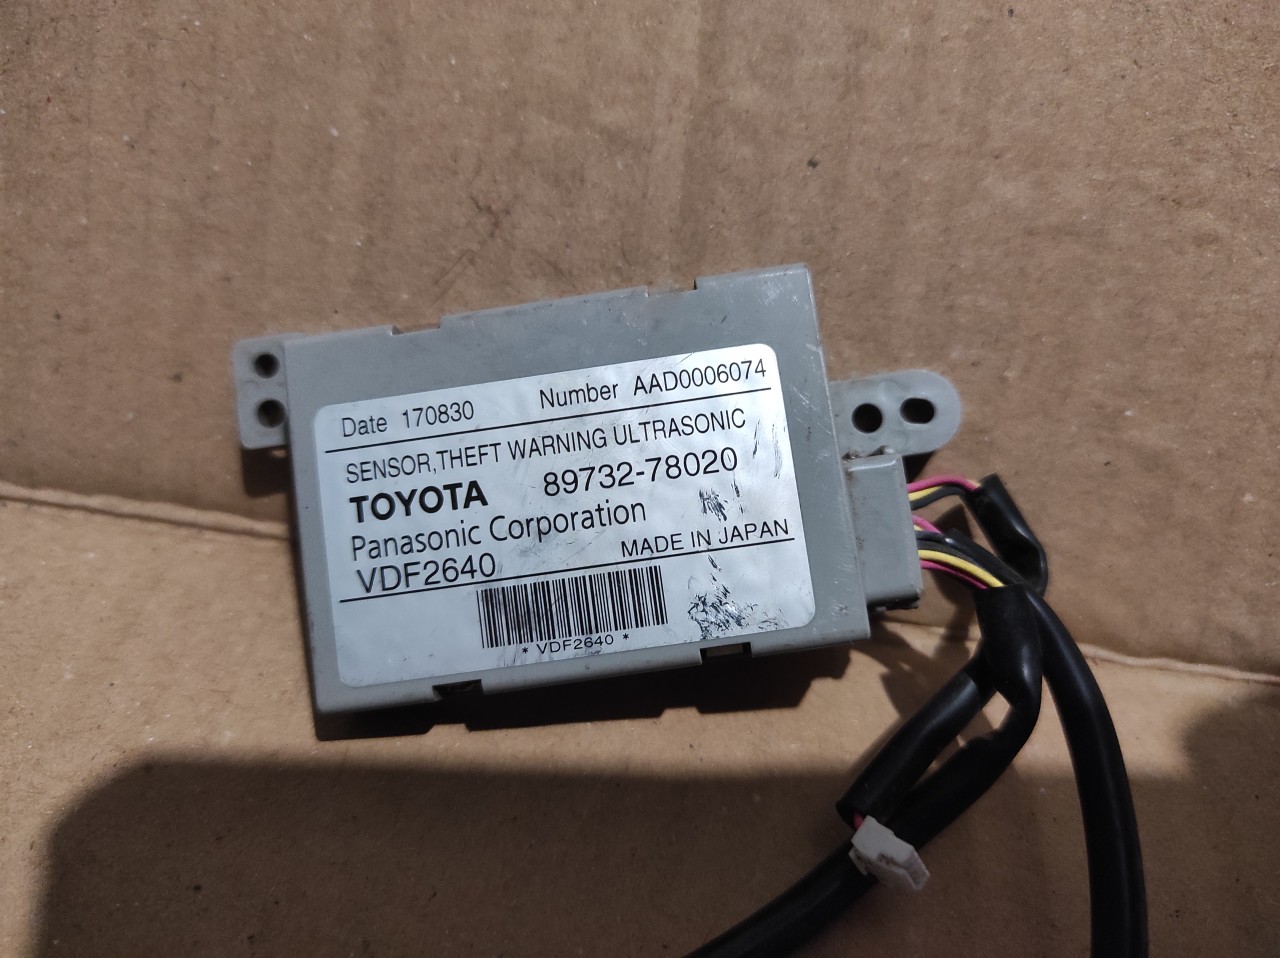 Date 170830 Number AAD0006074
SENSOR,THEFT WARNING ULTRASONIC
TOYOTA 89732-78020
Panasonic Corporation
VDF2640 MADE IN JAPAN
* VDF2640 *